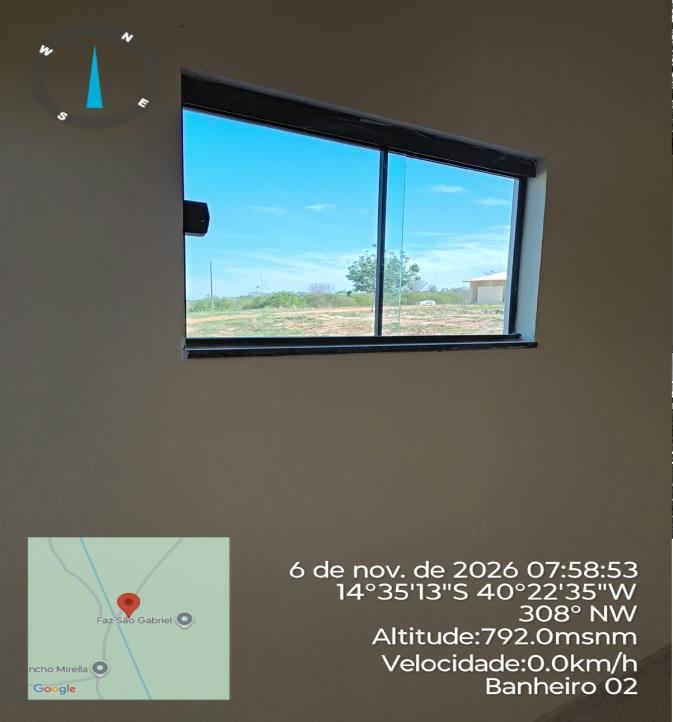 N
W
E
S
6 de nov. de 2026 07:58:53
14°35'13"S 40°22'35"W
308° NW
Altitude:792.0msnm
Velocidade:0.0km/h
Banheiro 02
Faz São Gabriel
ncho Mirella
Google